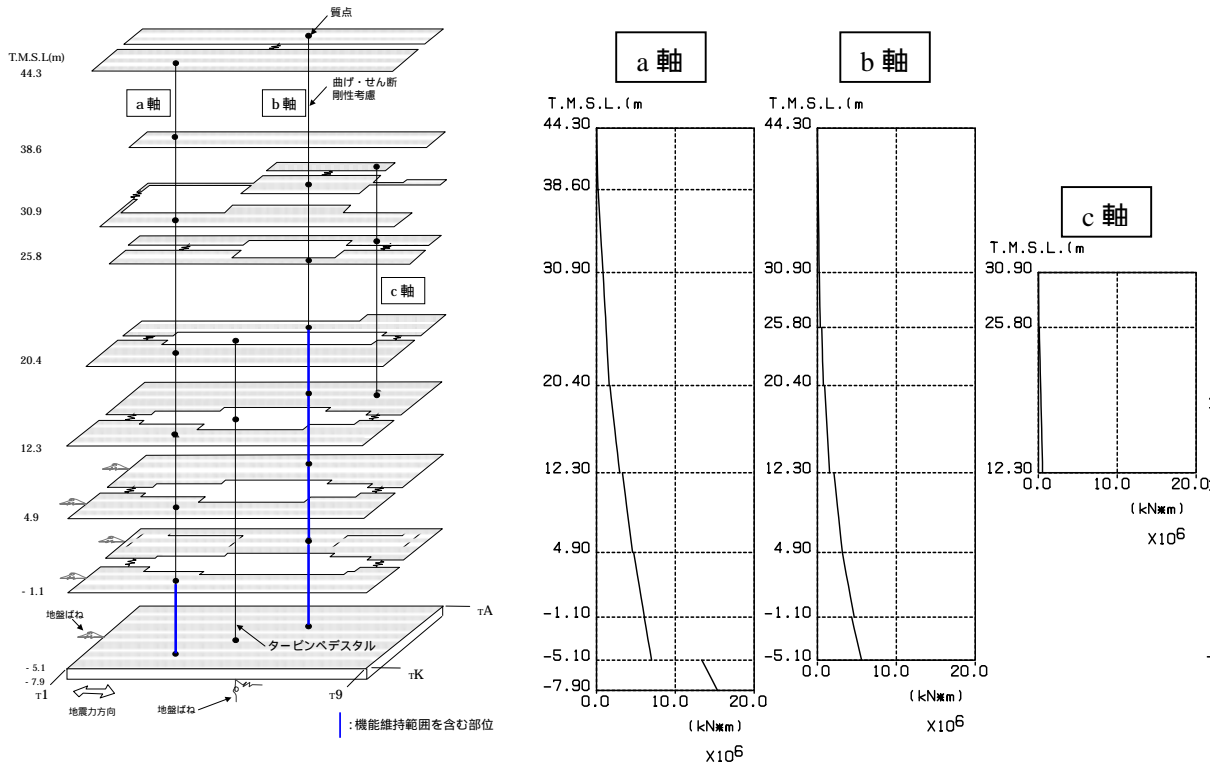 質点
T.M.S.L(m)
44.3
曲げ・せん断
剛性考慮
a 軸
b 軸
38.6
30.9
25.8
c 軸
20.4
12.3
4.9
- 1.1
地盤ばね
TA
タービンペデスタル
- 5.1
TK
- 7.9
T1
T9
地震力方向
地盤ばね
:機能維持範囲を含む部位
a 軸
T.M.S.L.(m
44.30
38.60
30.90
20.40
12.30
4.90
-1.10
-5.10
-7.90
0.0
10.0
20.0
(kN*m)
X106
b 軸
44.30
30.90
25.80
20.40
12.30
4.90
-1.10
-5.10
0.0
10.0
20.0
(kN*m)
X106
c 軸
T.M.S.L.(m
30.90
25.80
12.30
0.0
10.0
20.0
(kN*m)
X106